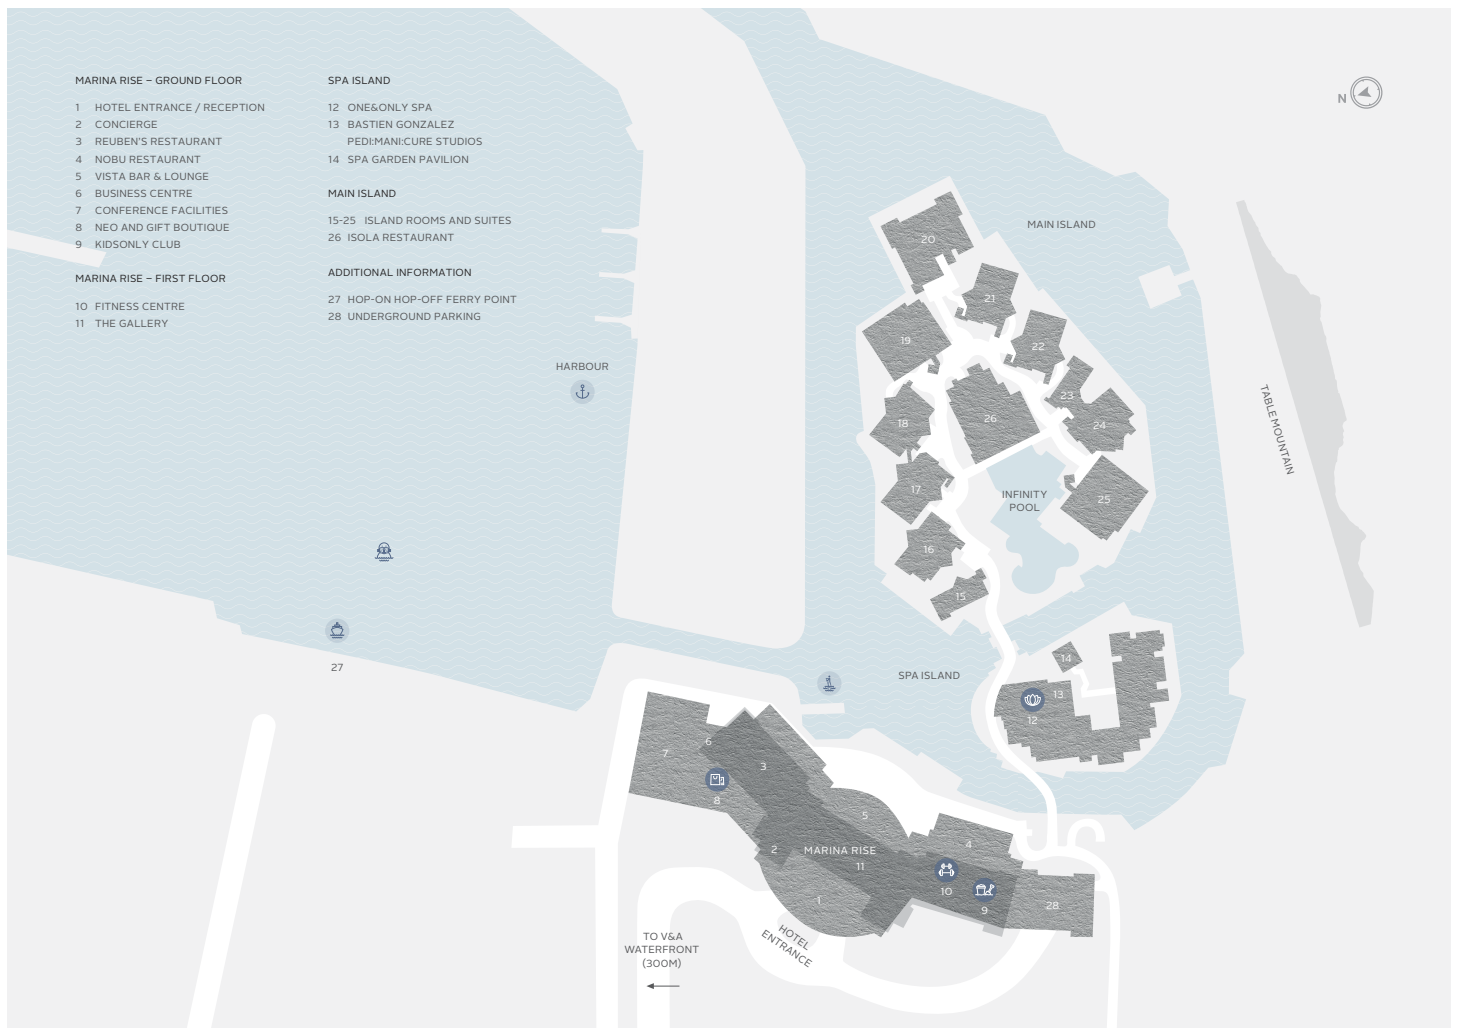 MARINA RISE – GROUND FLOOR
1 HOTEL ENTRANCE / RECEPTION
2 CONCIERGE
3 REUBEN'S RESTAURANT
4 NOBU RESTAURANT
5 VISTA BAR & LOUNGE
6 BUSINESS CENTRE
7 CONFERENCE FACILITIES
8 NEO AND GIFT BOUTIQUE
9 KIDSONLY CLUB
MARINA RISE – FIRST FLOOR
10 FITNESS CENTRE
11 THE GALLERY
SPA ISLAND
12 ONE&ONLY SPA
13 BASTIEN GONZALEZ
PEDI:MANI:CURE STUDIOS
14 SPA GARDEN PAVILION
MAIN ISLAND
15-25 ISLAND ROOMS AND SUITES
26 ISOLA RESTAURANT
ADDITIONAL INFORMATION
27 HOP-ON HOP-OFF FERRY POINT
28 UNDERGROUND PARKING
N
MAIN ISLAND
20
21
19
22
HARBOUR
23
26
18
24
TABLE MOUNTAIN
17
INFINITY
POOL
25
16
15
14
27
SPA ISLAND
13
12
6
7
3
8
5
4
2
MARINA RISE
11
10
9
1
28
HOTEL
ENTRANCE
TO V&A
WATERFRONT
(300M)